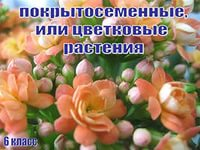 покрытосеменные,
или цветковые
растения
6 класс